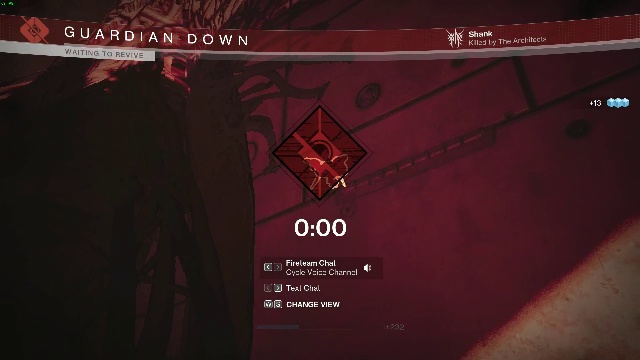 GUARDIAN DOWN
WAITING TO REVIVE
Shank
Killed by The Architects
+13
0:00
Fireteam Chat
Cycle Voice Channel
Text Chat
W S CHANGE VIEW
+232